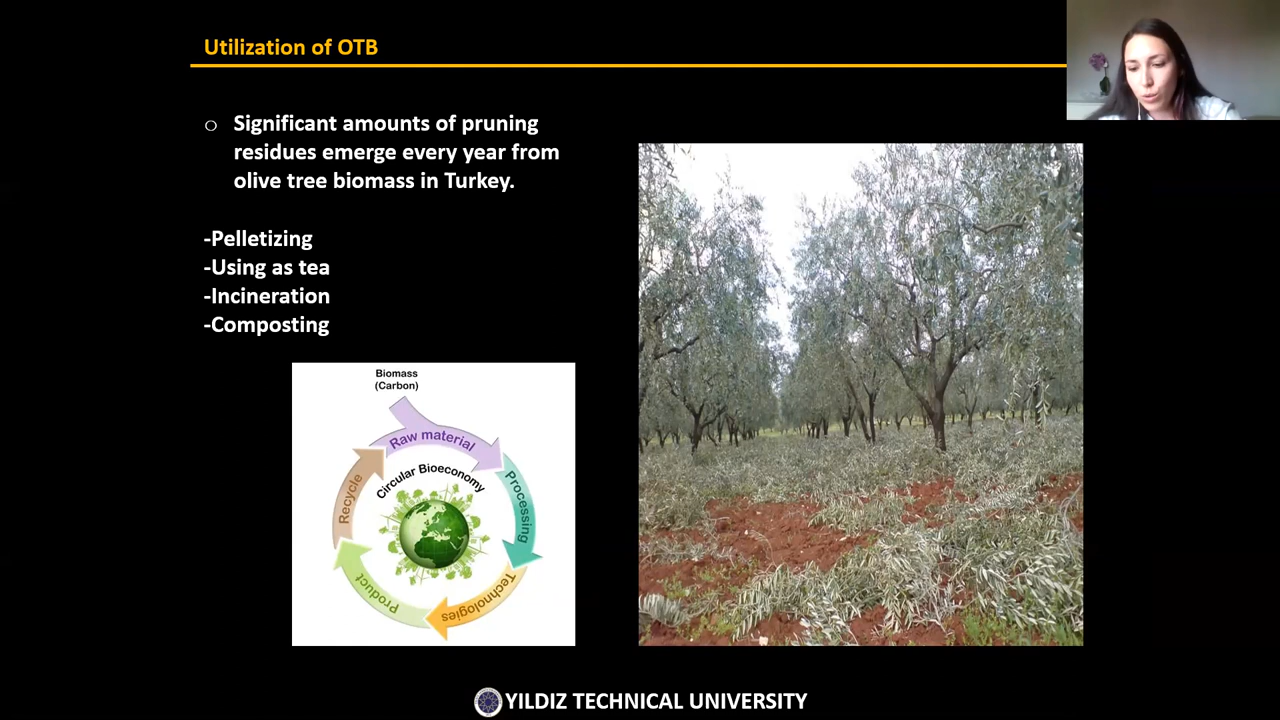 Utilization of OTB
o Significant amounts of pruning
residues emerge every year from
olive tree biomass in Turkey.
-Pelletizing
-Using as tea
-Incineration
-Composting
Biomass
(Carbon)
Raw material
Circular Bioeconomy
Processing
Technologies
Product
Recycle
YILDIZ TECHNICAL UNIVERSITY